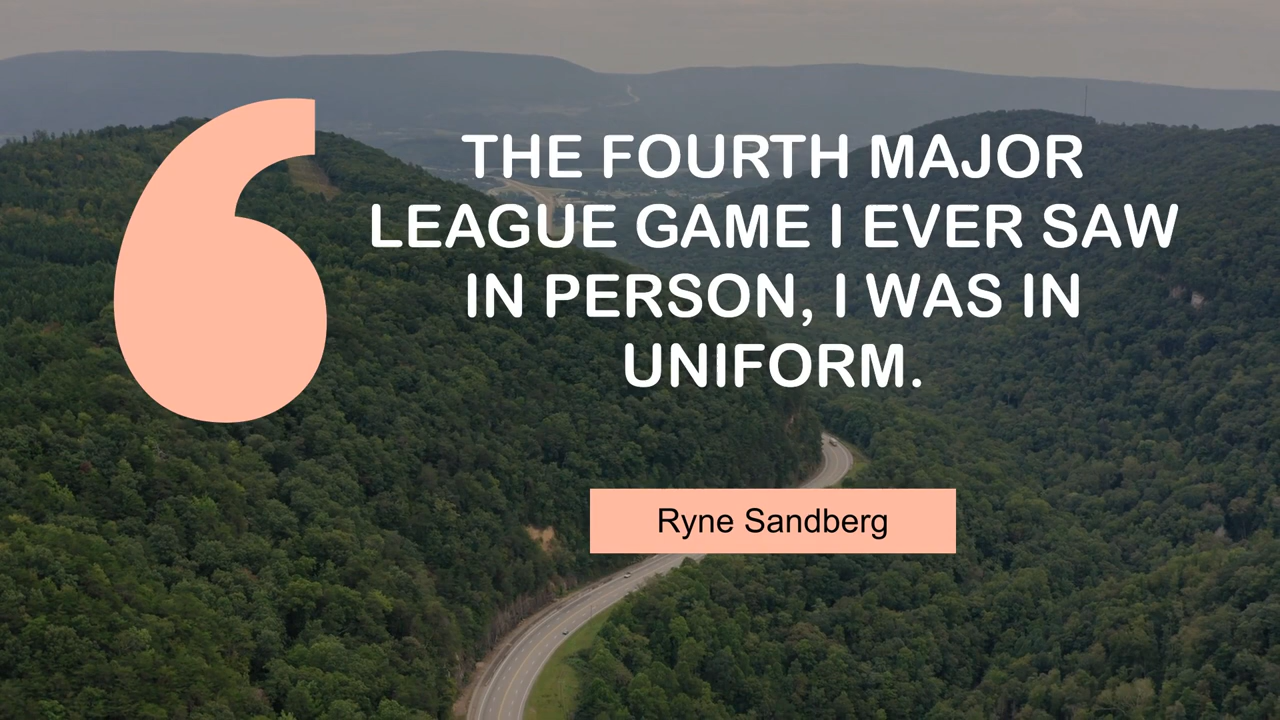 THE FOURTH MAJOR
LEAGUE GAME I EVER SAW
IN PERSON, I WAS IN
UNIFORM.
Ryne Sandberg